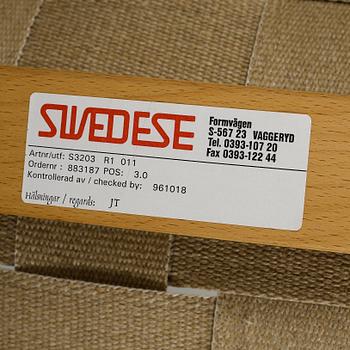 SWEDESE
Formvägen
S-567 23 VAGGERYD
Tel. 0393-107 20
Fax 0393-122 44
Artnr/utf: S3203 R1 011
Ordernr : 883187 POS: 3.0
Kontrollerad av / checked by: 961018
Hälsningar / regards: JT